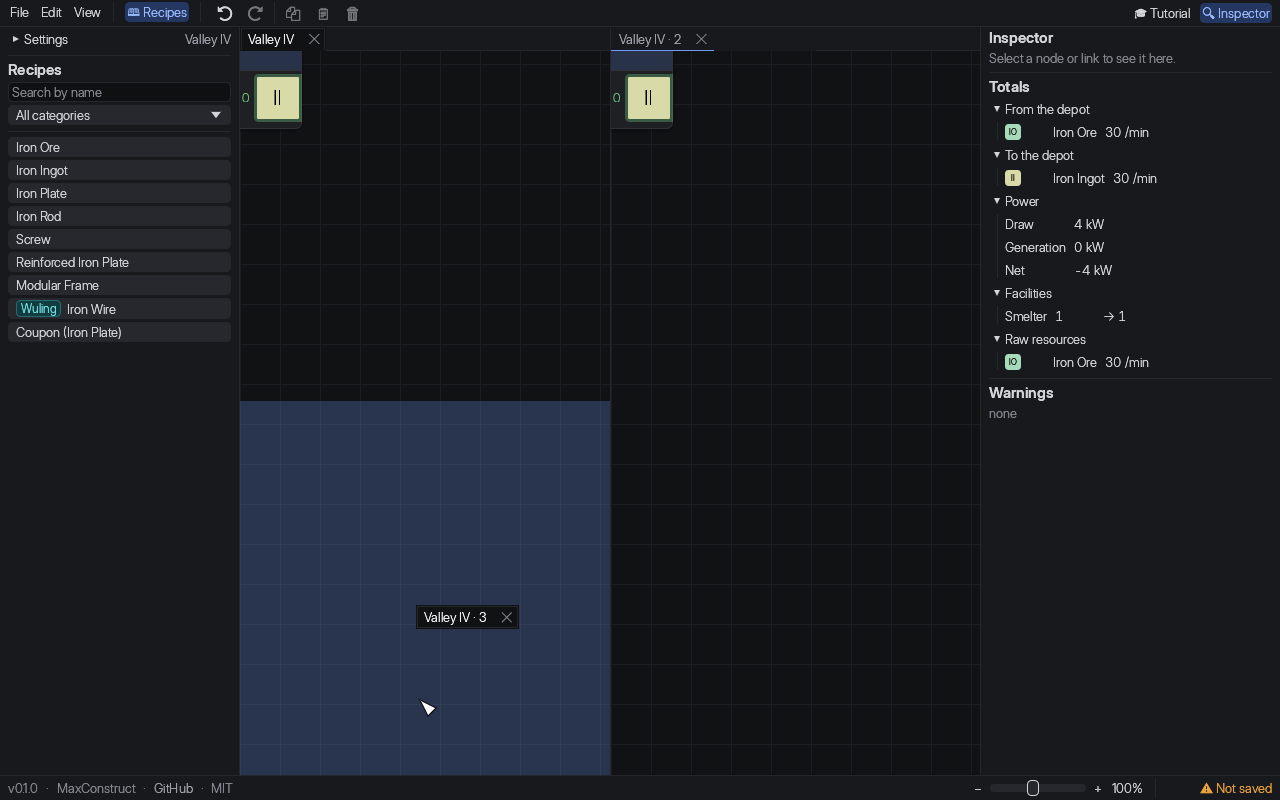 File Edit View Recipes Tutorial Inspector
Settings Valley IV
Recipes
Search by name
All categories
Iron Ore
Iron Ingot
Iron Plate
Iron Rod
Screw
Reinforced Iron Plate
Modular Frame
Wuling Iron Wire
Coupon (Iron Plate)
Valley IV
0 II
Valley IV · 2
0 II
Valley IV · 3
Inspector
Select a node or link to see it here.
Totals
From the depot
IO Iron Ore 30 /min
To the depot
II Iron Ingot 30 /min
Power
Draw 4 kW
Generation 0 kW
Net -4 kW
Facilities
Smelter 1 → 1
Raw resources
IO Iron Ore 30 /min
Warnings
none
v0.1.0 · MaxConstruct · GitHub · MIT
− + 100% Not saved